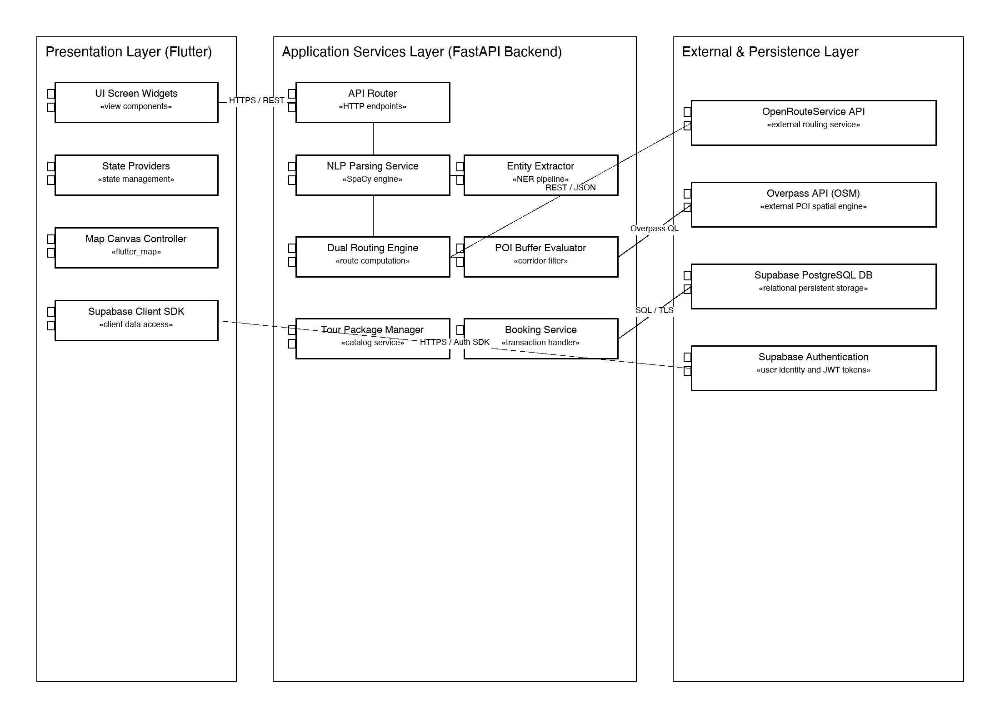 Presentation Layer (Flutter)
UI Screen Widgets
«view components»
State Providers
«state management»
Map Canvas Controller
«flutter_map»
Supabase Client SDK
«client data access»
HTTPS / REST
Application Services Layer (FastAPI Backend)
API Router
«HTTP endpoints»
NLP Parsing Service
«SpaCy engine»
Entity Extractor
«NER pipeline»
REST / JSON
Dual Routing Engine
«route computation»
POI Buffer Evaluator
«corridor filter»
Tour Package Manager
«catalog service»
HTTPS / Auth SDK
Booking Service
«transaction handler»
Overpass QL
SQL / TLS
External & Persistence Layer
OpenRouteService API
«external routing service»
Overpass API (OSM)
«external POI spatial engine»
Supabase PostgreSQL DB
«relational persistent storage»
Supabase Authentication
«user identity and JWT tokens»